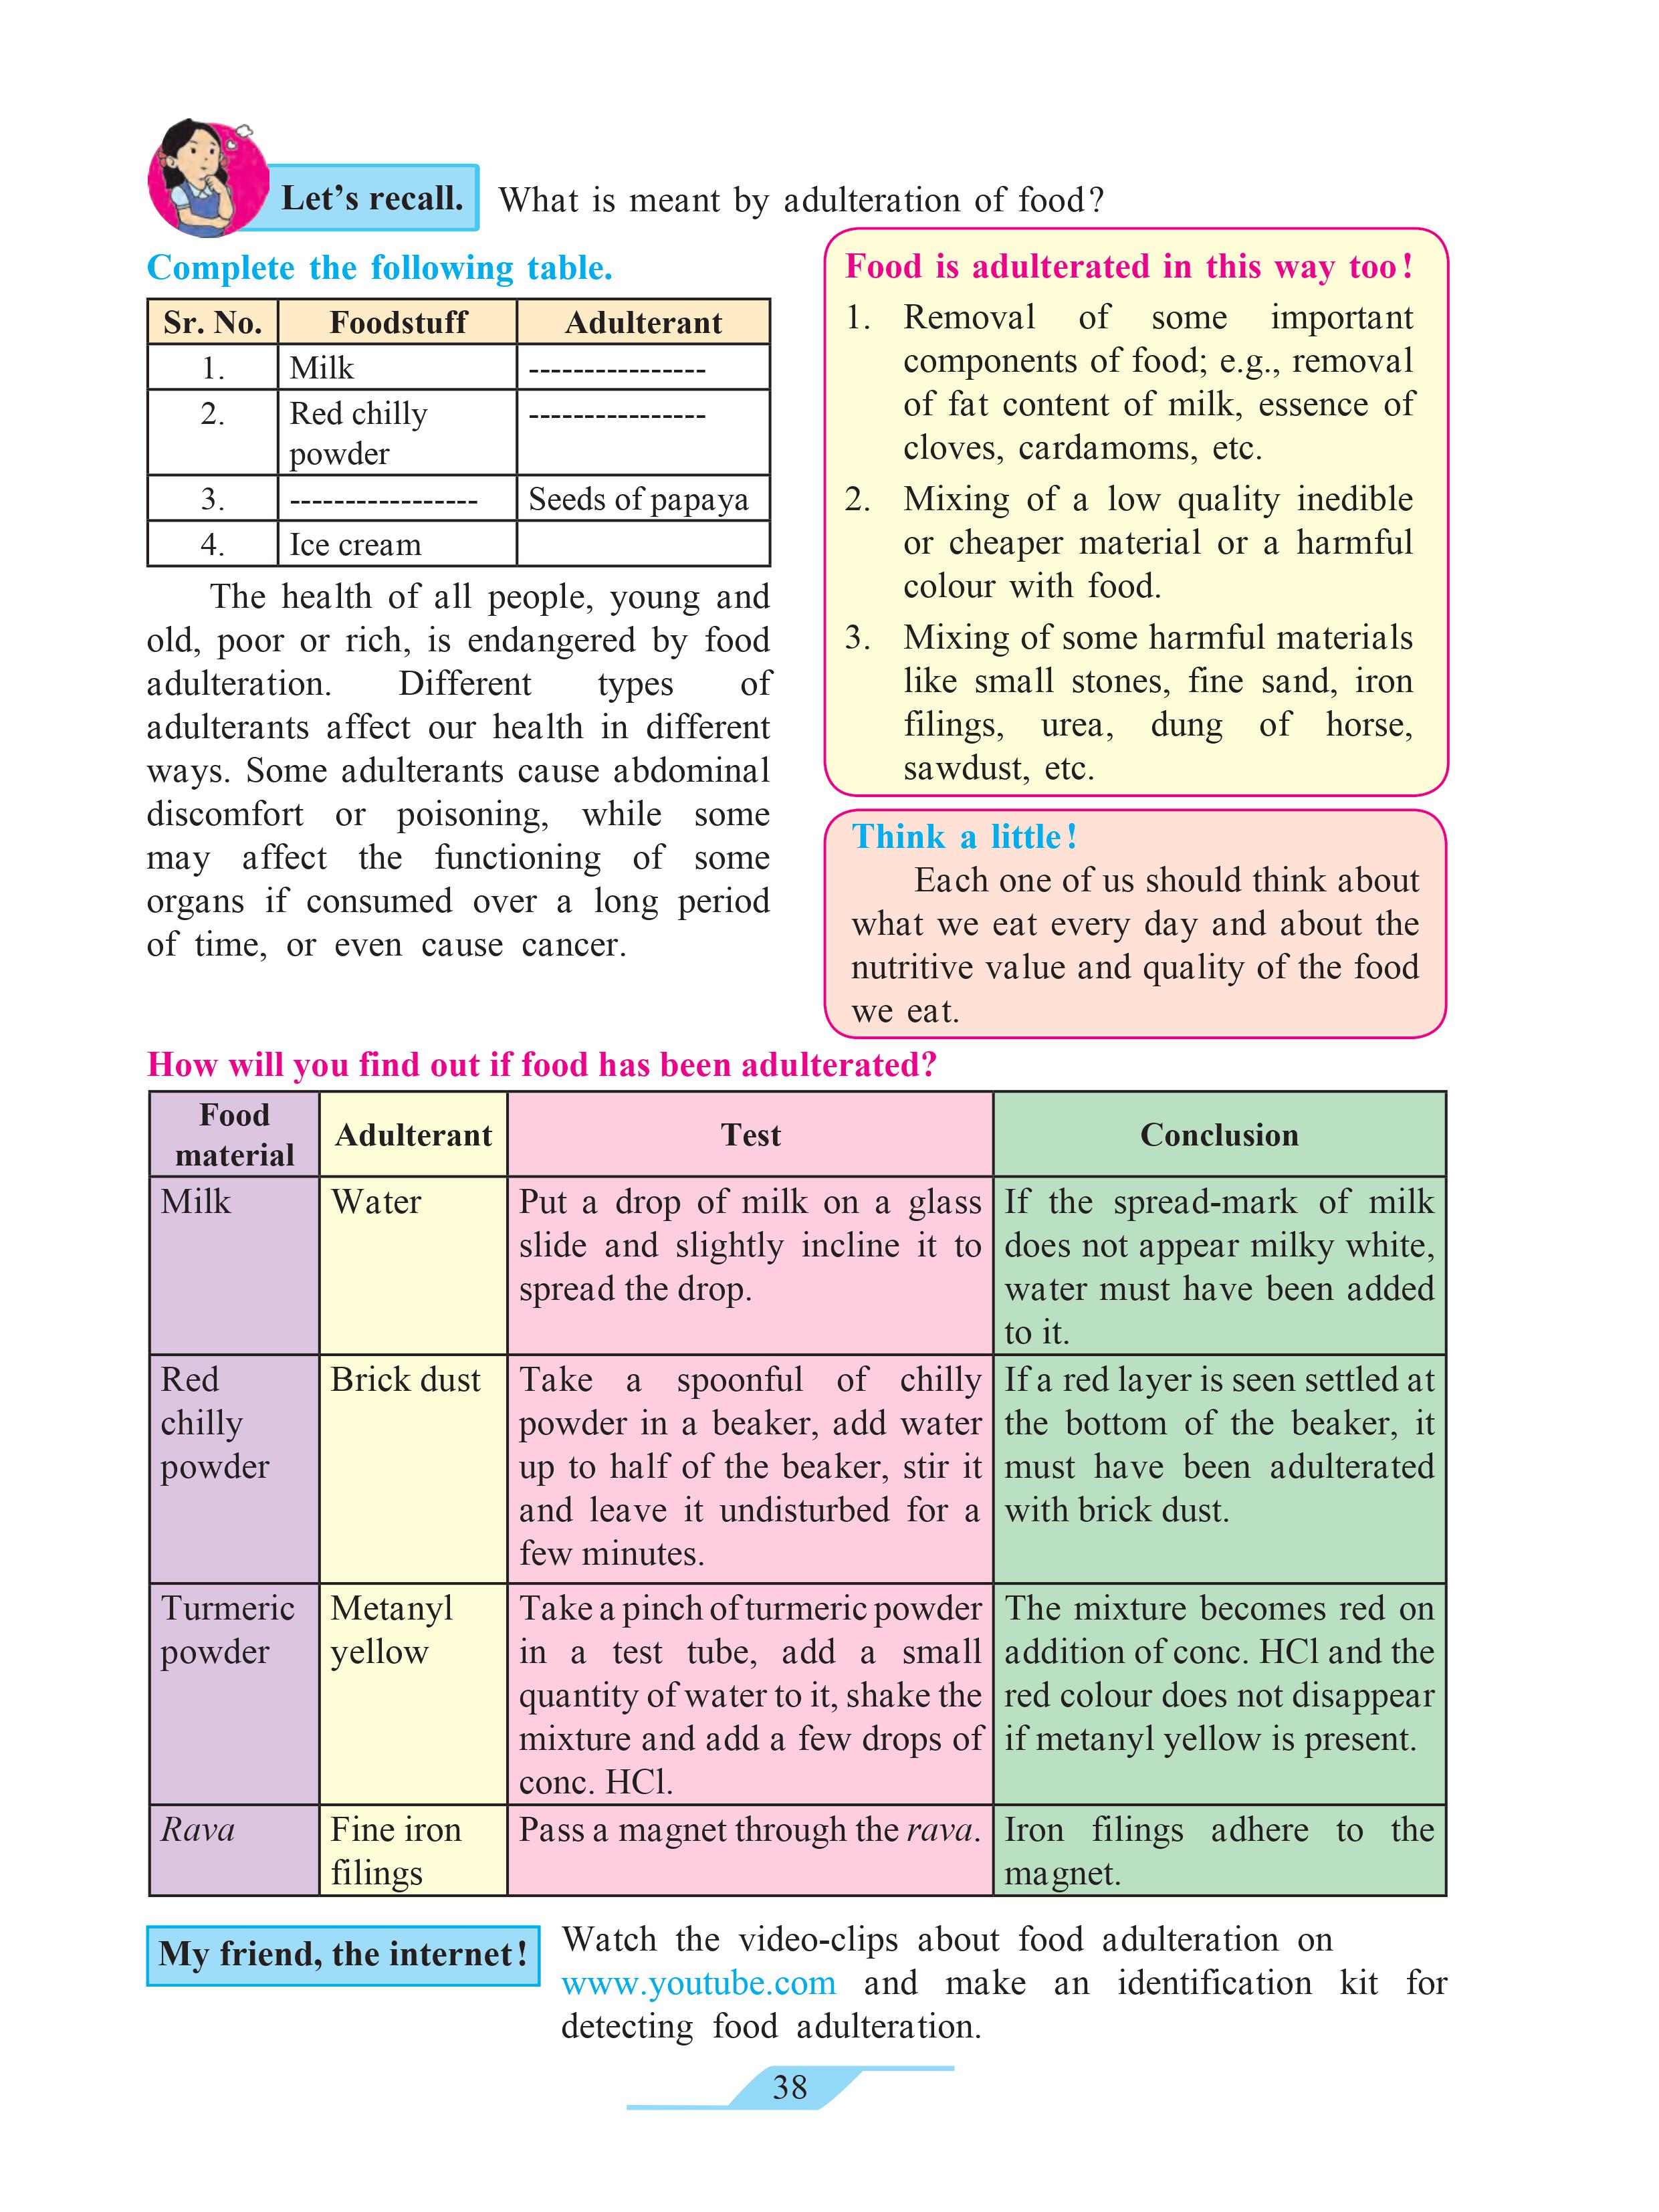 Let's recall. What is meant by adulteration of food?
Complete the following table.
Sr. No. Foodstuff Adulterant
1. Milk ----------------
2. Red chilly ----------------
powder
3. ----------------- Seeds of papaya
4. Ice cream
The health of all people, young and
old, poor or rich, is endangered by food
adulteration. Different types of
adulterants affect our health in different
ways. Some adulterants cause abdominal
discomfort or poisoning, while some
may affect the functioning of some
organs if consumed over a long period
of time, or even cause cancer.
Food is adulterated in this way too!
1. Removal of some important
components of food; e.g., removal
of fat content of milk, essence of
cloves, cardamoms, etc.
2. Mixing of a low quality inedible
or cheaper material or a harmful
colour with food.
3. Mixing of some harmful materials
like small stones, fine sand, iron
filings, urea, dung of horse,
sawdust, etc.
Think a little!
Each one of us should think about
what we eat every day and about the
nutritive value and quality of the food
we eat.
How will you find out if food has been adulterated?
Food
material
Adulterant
Test
Conclusion
Milk
Water
Put a drop of milk on a glass
slide and slightly incline it to
spread the drop.
If the spread-mark of milk
does not appear milky white,
water must have been added
to it.
Red
chilly
powder
Brick dust
Take a spoonful of chilly
powder in a beaker, add water
up to half of the beaker, stir it
and leave it undisturbed for a
few minutes.
If a red layer is seen settled at
the bottom of the beaker, it
must have been adulterated
with brick dust.
Turmeric
powder
Metanyl
yellow
Take a pinch of turmeric powder
in a test tube, add a small
quantity of water to it, shake the
mixture and add a few drops of
conc. HCl.
The mixture becomes red on
addition of conc. HCl and the
red colour does not disappear
if metanyl yellow is present.
Rava
Fine iron
filings
Pass a magnet through the rava.
Iron filings adhere to the
magnet.
My friend, the internet!
Watch the video-clips about food adulteration on
www.youtube.com and make an identification kit for
detecting food adulteration.
38